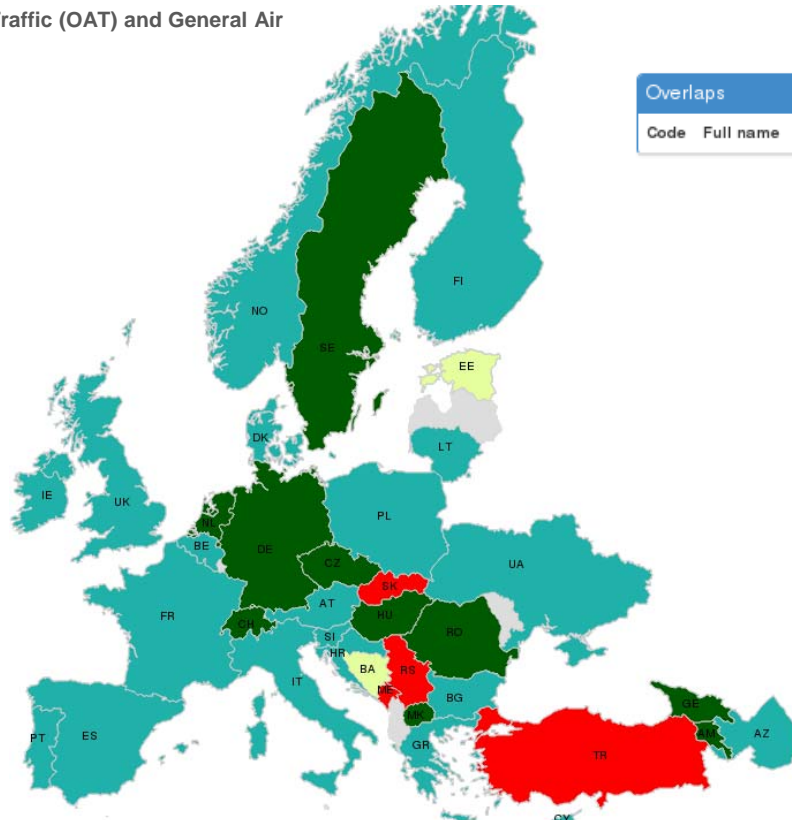 raffic (OAT) and General Air
Overlaps
Code Full name
NO
FI
SE
EE
DK
LT
IE
UK
NL
BE
DE
PL
CZ
UA
SK
FR
AT
CH
HU
RO
SI
HR
BA
RS
IT
ME
BG
GE
MK
AM
AZ
PT
ES
GR
TR
CY